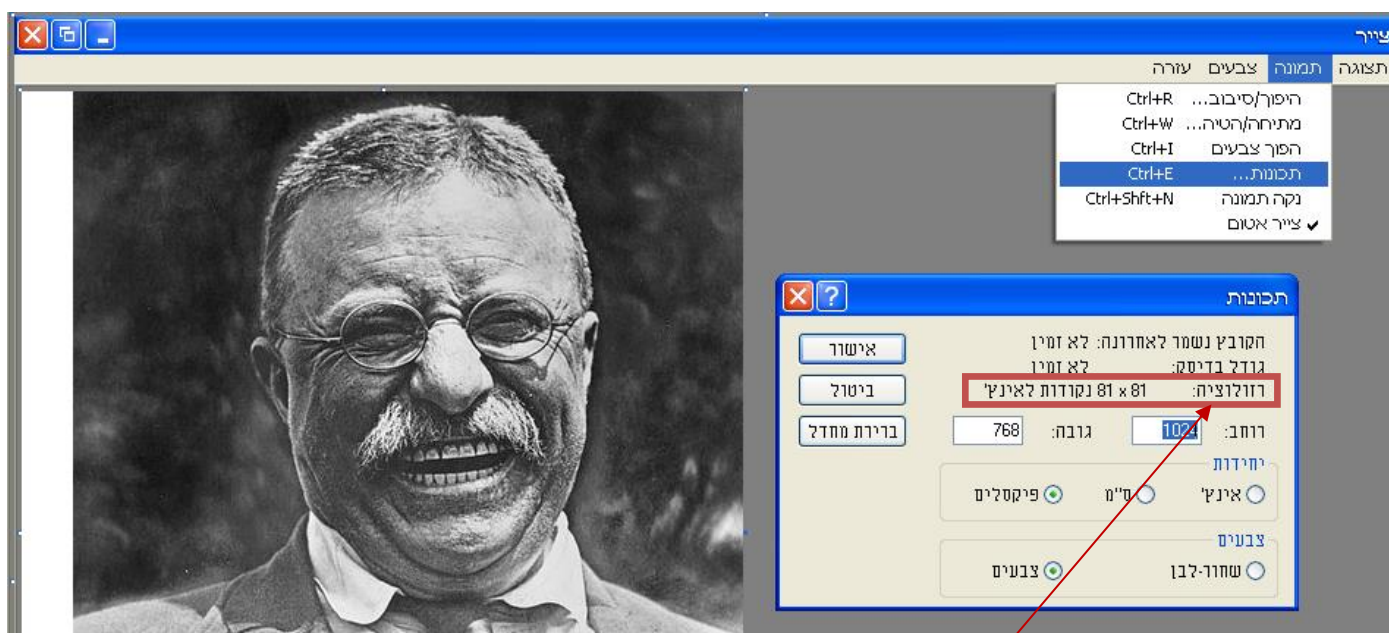 צייר
תצוגה תמונה צבעים עזרה
היפוך/סיבוב... Ctrl+R
מתיחה/הטיה... Ctrl+W
הפוך צבעים Ctrl+I
תכונות... Ctrl+E
נקה תמונה Ctrl+Shft+N
✓ צייר אטום
תכונות
הקובץ נשמר לאחרונה: לא זמין
אישור
גודל בדיסק: לא זמין
רזולוציה: 81 x 81 נקודות לאינץ'
ביטול
רוחב: 1024 גובה: 768
ברירת מחדל
יחידות
אינץ' ס"מ פיקסלים
צבעים
שחור-לבן צבעים